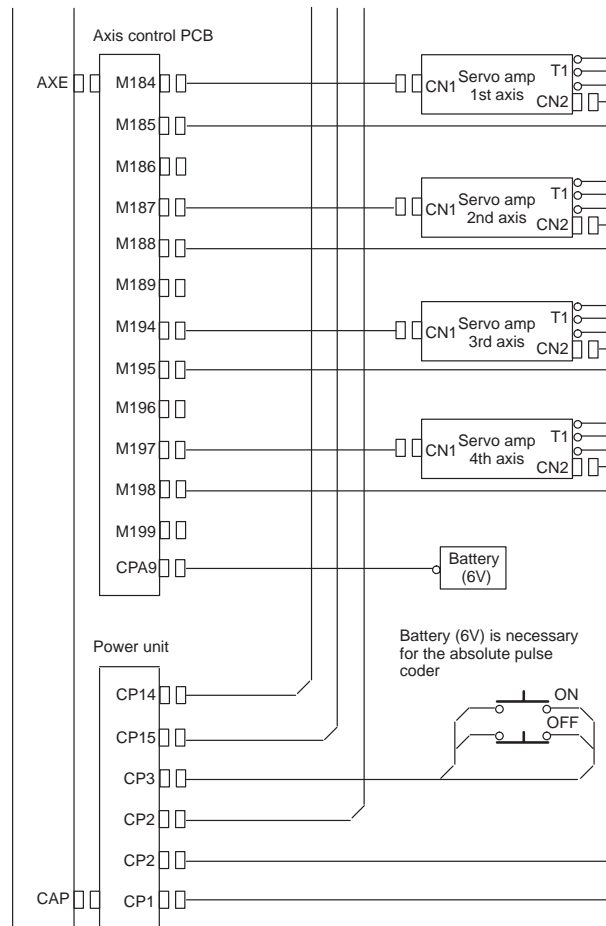 Axis control PCB
AXE
M184
M185
M186
M187
M188
M189
M194
M195
M196
M197
M198
M199
CPA9
CN1
Servo amp
1st axis
T1
CN2
CN1
Servo amp
2nd axis
T1
CN2
CN1
Servo amp
3rd axis
T1
CN2
CN1
Servo amp
4th axis
T1
CN2
Battery
(6V)
Battery (6V) is necessary
for the absolute pulse
coder
Power unit
CP14
CP15
CP3
CP2
CP2
CP1
CAP
ON
OFF